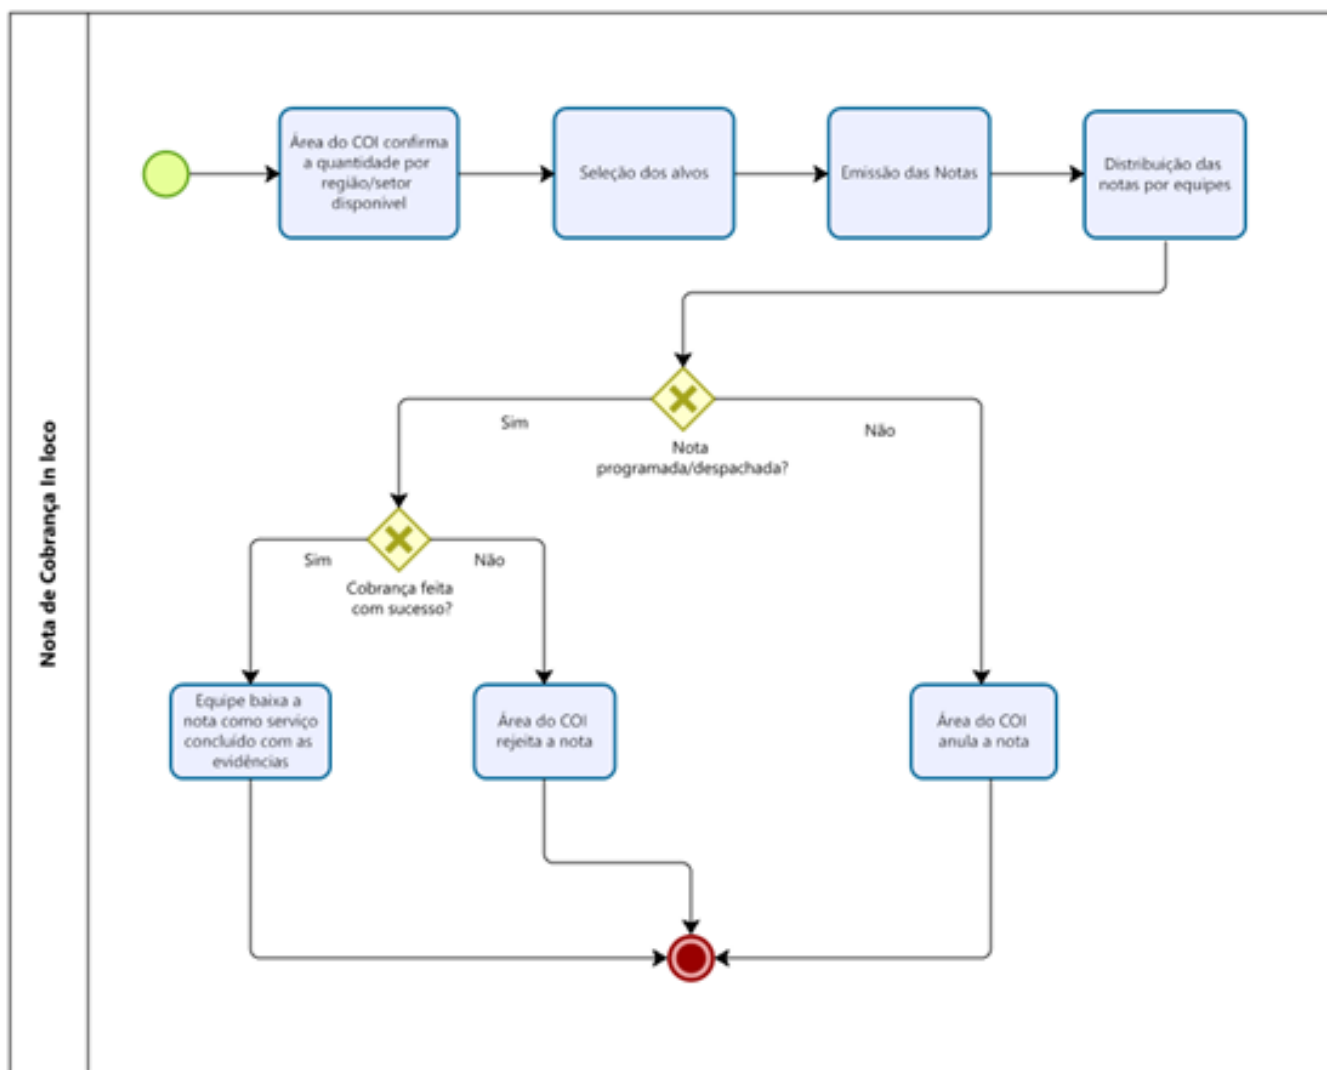 Nota de Cobrança In loco
Área do COI confirma
a quantidade por
região/setor
disponivel
Seleção dos alvos
Emissão das Notas
Distribuição das
notas por equipes
Sim
Não
Nota
programada/despachada?
Sim
Não
Cobrança feita
com sucesso?
Equipe baixa a
nota como serviço
concluído com as
evidências
Área do COI
rejeita a nota
Área do COI
anula a nota